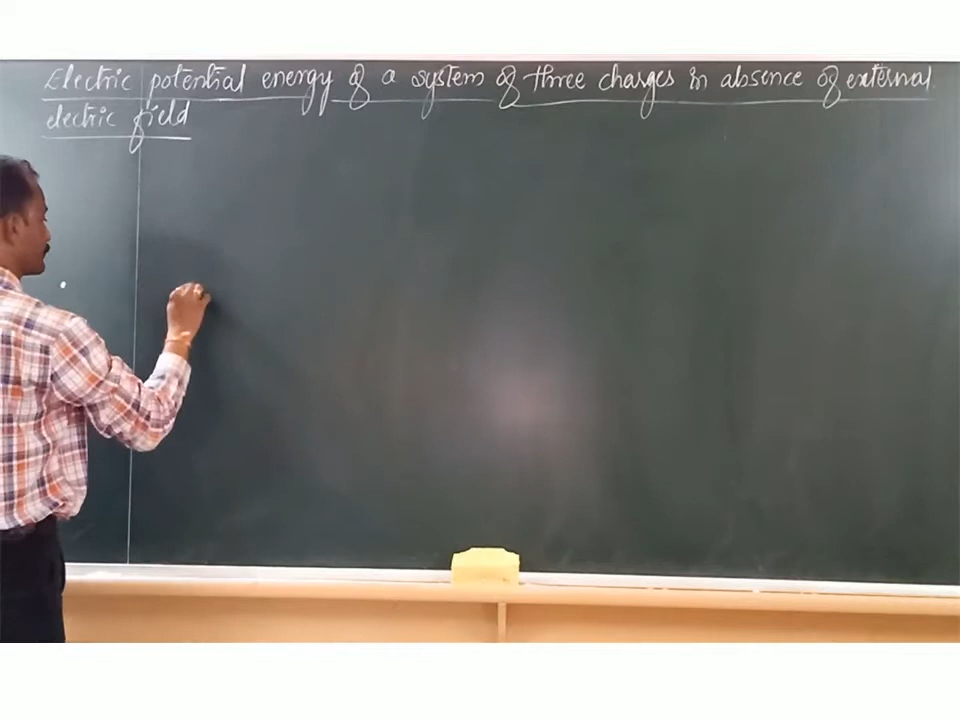 Electric potential energy of a system of three charges in absence of external
electric field